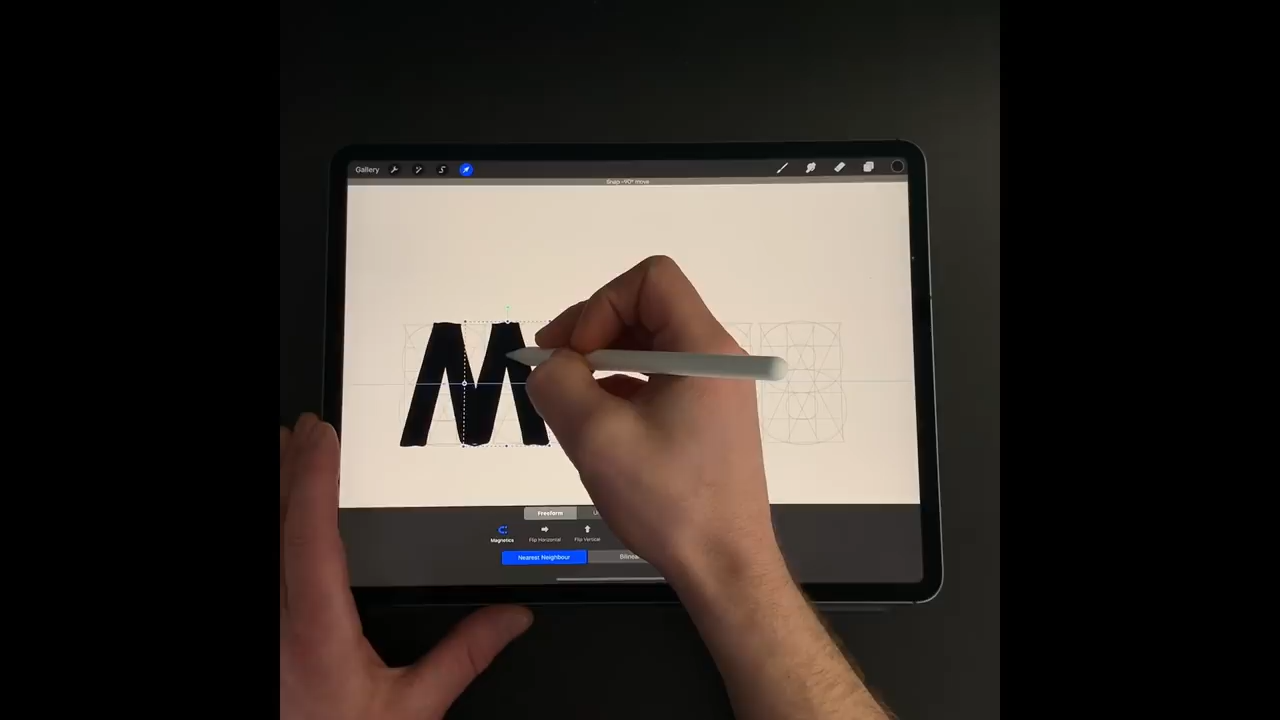 Gallery
Snap -90° move
M
Freeform
Magnetics
Flip Horizontal
Flip Vertical
Nearest Neighbour